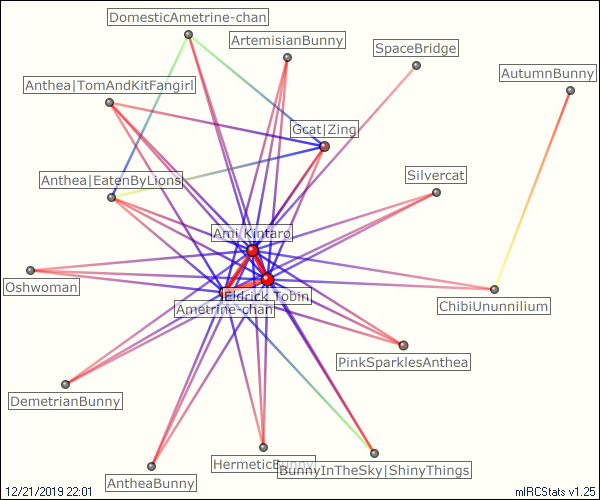 DomesticAmetrine-chan
ArtemisianBunny
SpaceBridge
AutumnBunny
Anthea|TomAndKitFangirl
Gcat|Zing
Anthea|EatenByLions
Silvercat
Ami_Kintaro
Oshwoman
Eldrick_Tobin
Ametrine-chan
ChibiUnunnilium
PinkSparklesAnthea
DemetrianBunny
HermeticBunny
BunnyInTheSky|ShinyThings
AntheaBunny
12/21/2019 22:01
mIRCStats v1.25